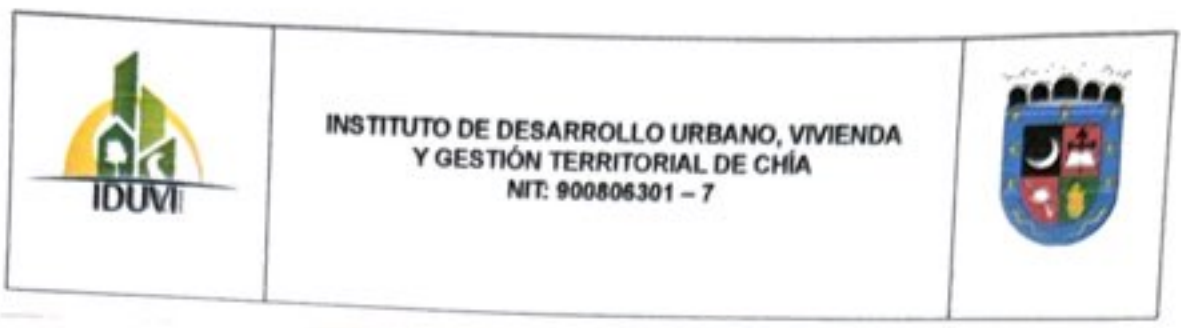 IDUVI
INSTITUTO DE DESARROLLO URBANO, VIVIENDA
Y GESTIÓN TERRITORIAL DE CHÍA
NIT: 900806301 – 7